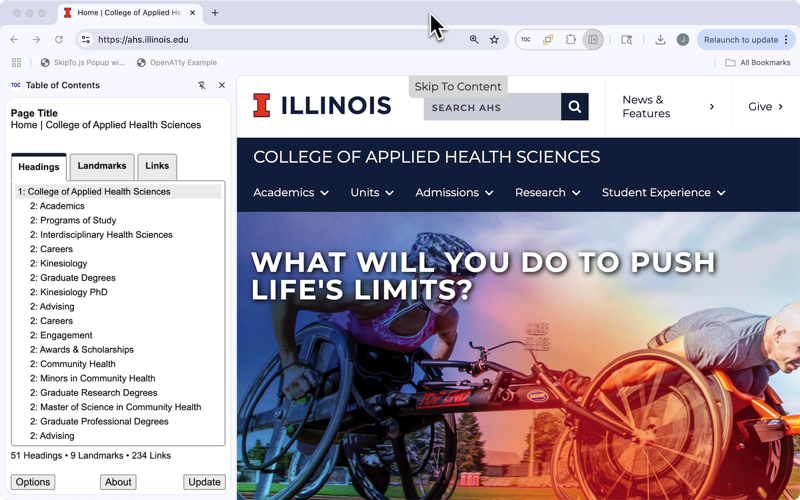 Home | College of Applied He
https://ahs.illinois.edu
TOC
J
Relaunch to update
SkipTo.js Popup wi...
OpenA11y Example
All Bookmarks
TOC Table of Contents
Page Title
Home | College of Applied Health Sciences
Headings
Landmarks
Links
1: College of Applied Health Sciences
2: Academics
2: Programs of Study
2: Interdisciplinary Health Sciences
2: Careers
2: Kinesiology
2: Graduate Degrees
2: Kinesiology PhD
2: Advising
2: Careers
2: Engagement
2: Awards & Scholarships
2: Community Health
2: Minors in Community Health
2: Graduate Research Degrees
2: Master of Science in Community Health
2: Graduate Professional Degrees
2: Advising
51 Headings • 9 Landmarks • 234 Links
Options
About
Update
Skip To Content
ILLINOIS
SEARCH AHS
News &
Features
Give
COLLEGE OF APPLIED HEALTH SCIENCES
Academics
Units
Admissions
Research
Student Experience
WHAT WILL YOU DO TO PUSH
LIFE'S LIMITS?
TOP END